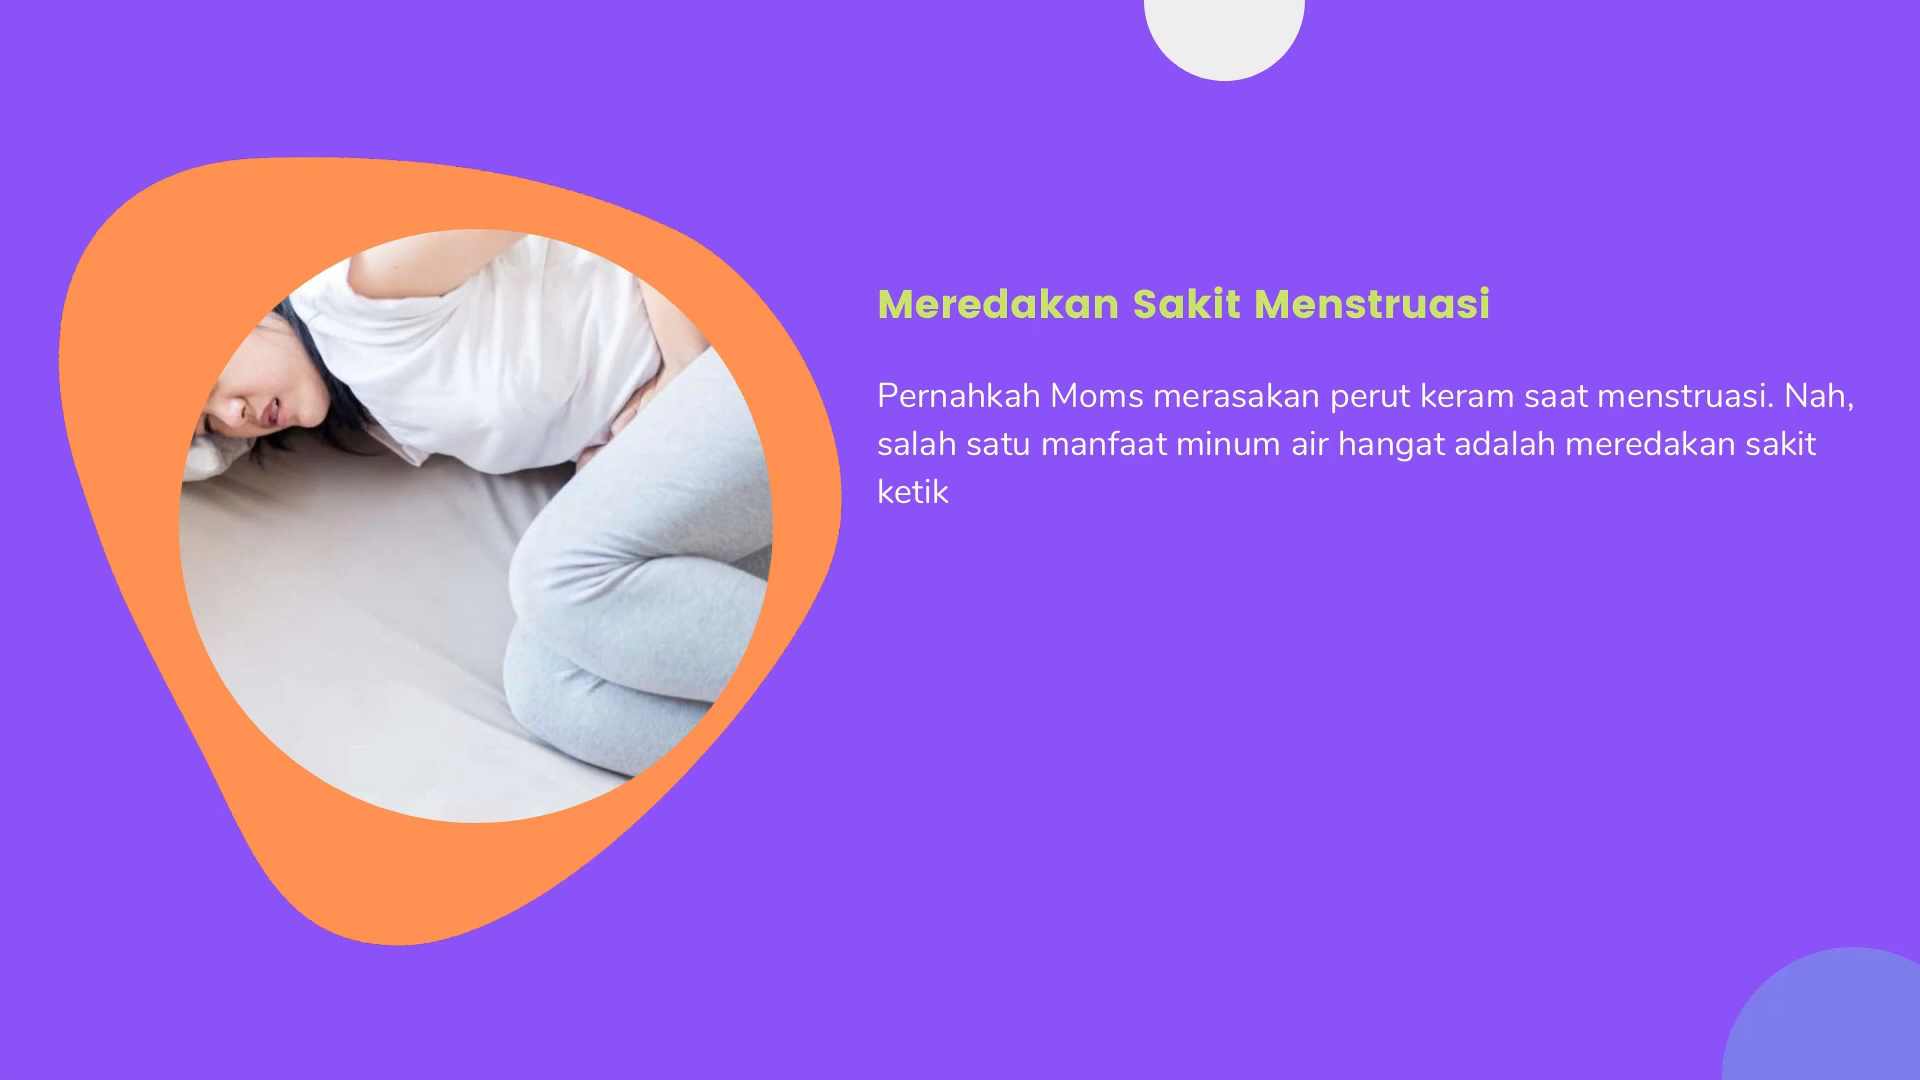 Meredakan Sakit Menstruasi
Pernahkah Moms merasakan perut keram saat menstruasi. Nah,
salah satu manfaat minum air hangat adalah meredakan sakit
ketik